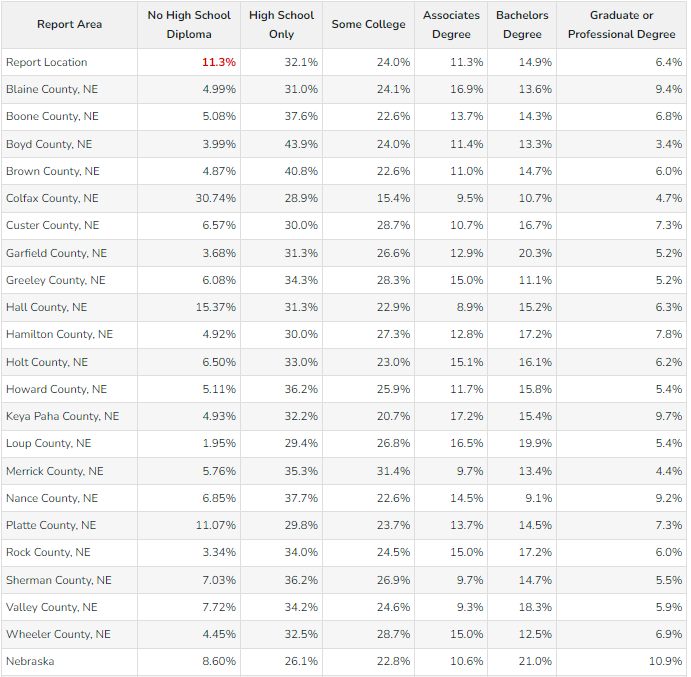 Report Area No High School Diploma High School Only Some College Associates Degree Bachelors Degree Graduate or Professional Degree
Report Location 11.3% 32.1% 24.0% 11.3% 14.9% 6.4%
Blaine County, NE 4.99% 31.0% 24.1% 16.9% 13.6% 9.4%
Boone County, NE 5.08% 37.6% 22.6% 13.7% 14.3% 6.8%
Boyd County, NE 3.99% 43.9% 24.0% 11.4% 13.3% 3.4%
Brown County, NE 4.87% 40.8% 22.6% 11.0% 14.7% 6.0%
Colfax County, NE 30.74% 28.9% 15.4% 9.5% 10.7% 4.7%
Custer County, NE 6.57% 30.0% 28.7% 10.7% 16.7% 7.3%
Garfield County, NE 3.68% 31.3% 26.6% 12.9% 20.3% 5.2%
Greeley County, NE 6.08% 34.3% 28.3% 15.0% 11.1% 5.2%
Hall County, NE 15.37% 31.3% 22.9% 8.9% 15.2% 6.3%
Hamilton County, NE 4.92% 30.0% 27.3% 12.8% 17.2% 7.8%
Holt County, NE 6.50% 33.0% 23.0% 15.1% 16.1% 6.2%
Howard County, NE 5.11% 36.2% 25.9% 11.7% 15.8% 5.4%
Keya Paha County, NE 4.93% 32.2% 20.7% 17.2% 15.4% 9.7%
Loup County, NE 1.95% 29.4% 26.8% 16.5% 19.9% 5.4%
Merrick County, NE 5.76% 35.3% 31.4% 9.7% 13.4% 4.4%
Nance County, NE 6.85% 37.7% 22.6% 14.5% 9.1% 9.2%
Platte County, NE 11.07% 29.8% 23.7% 13.7% 14.5% 7.3%
Rock County, NE 3.34% 34.0% 24.5% 15.0% 17.2% 6.0%
Sherman County, NE 7.03% 36.2% 26.9% 9.7% 14.7% 5.5%
Valley County, NE 7.72% 34.2% 24.6% 9.3% 18.3% 5.9%
Wheeler County, NE 4.45% 32.5% 28.7% 15.0% 12.5% 6.9%
Nebraska 8.60% 26.1% 22.8% 10.6% 21.0% 10.9%